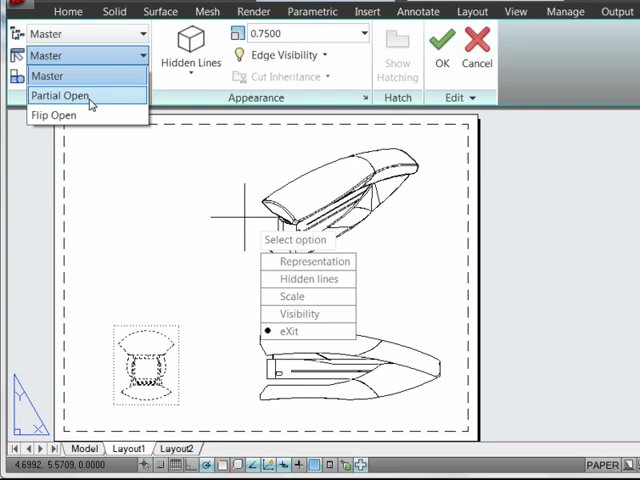 Home Solid Surface Mesh Render Parametric Insert Annotate Layout View Manage Output
Master
0.7500
Master
Edge Visibility
Hidden Lines
Show Hatching
OK
Cancel
Master
Cut Inheritance
Partial Open
Appearance
Hatch
Edit
Flip Open
Select option
Representation
Hidden lines
Scale
Visibility
eXit
Y
X
Model Layout1 Layout2
4.6992, 5.5709, 0.0000
PAPER